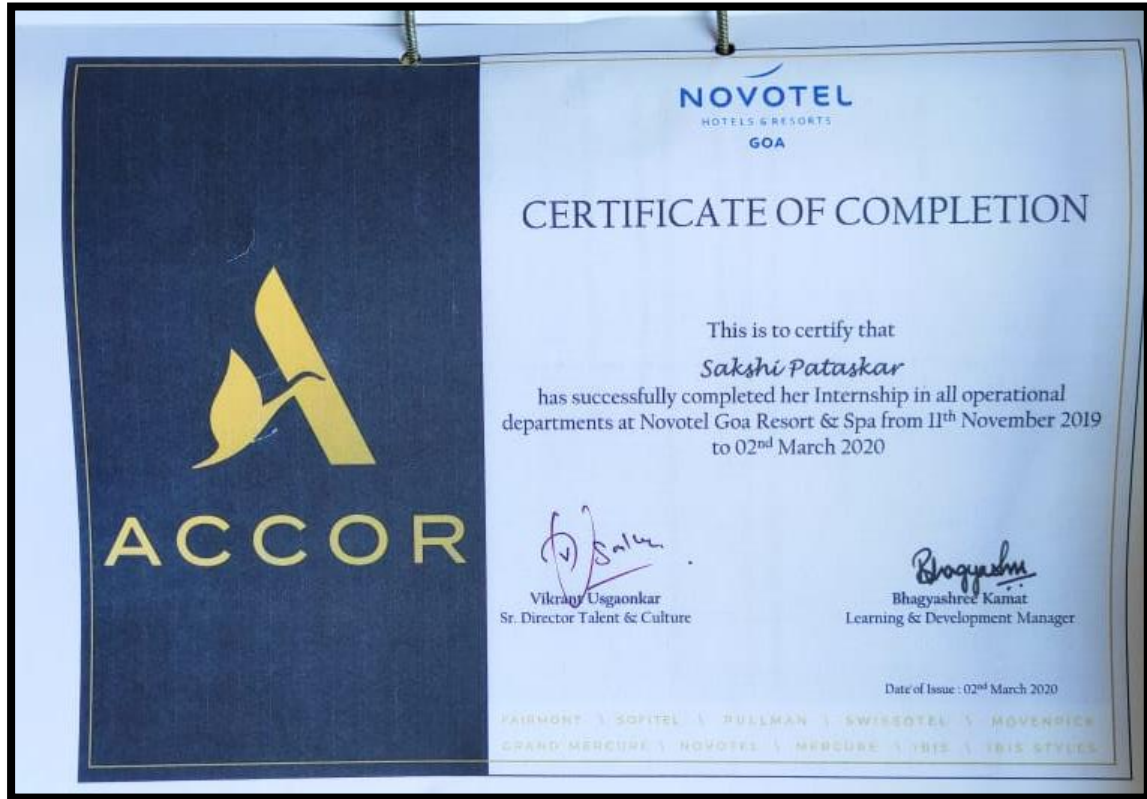 ACCOR
NOVOTEL
HOTELS & RESORTS
GOA
CERTIFICATE OF COMPLETION
This is to certify that
Sakshi Pataskar
has successfully completed her Internship in all operational
departments at Novotel Goa Resort & Spa from 11th November 2019
to 02nd March 2020
Bhagyashri
Vikrant Usgaonkar
Sr. Director Talent & Culture
Bhagyashree Kamat
Learning & Development Manager
Date of Issue : 02nd March 2020
FAIRMONT \ SOFITEL \ PULLMAN \ SWISSOTEL \ MOVENPICK
GRAND MERCURE \ NOVOTEL \ MERCURE \ IBIS \ IBIS STYLES